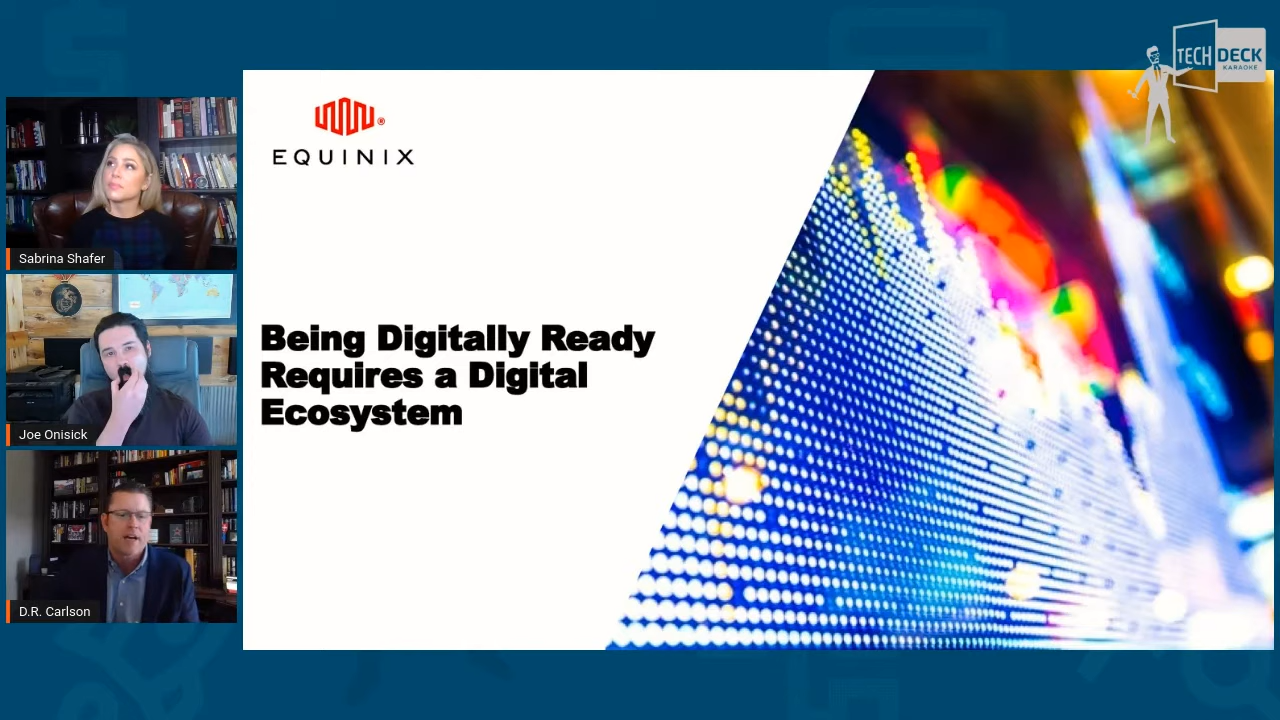 TECH DECK
KARAOKE
EQUINIX
®
Being Digitally Ready
Requires a Digital
Ecosystem
Sabrina Shafer
Joe Onisick
D.R. Carlson